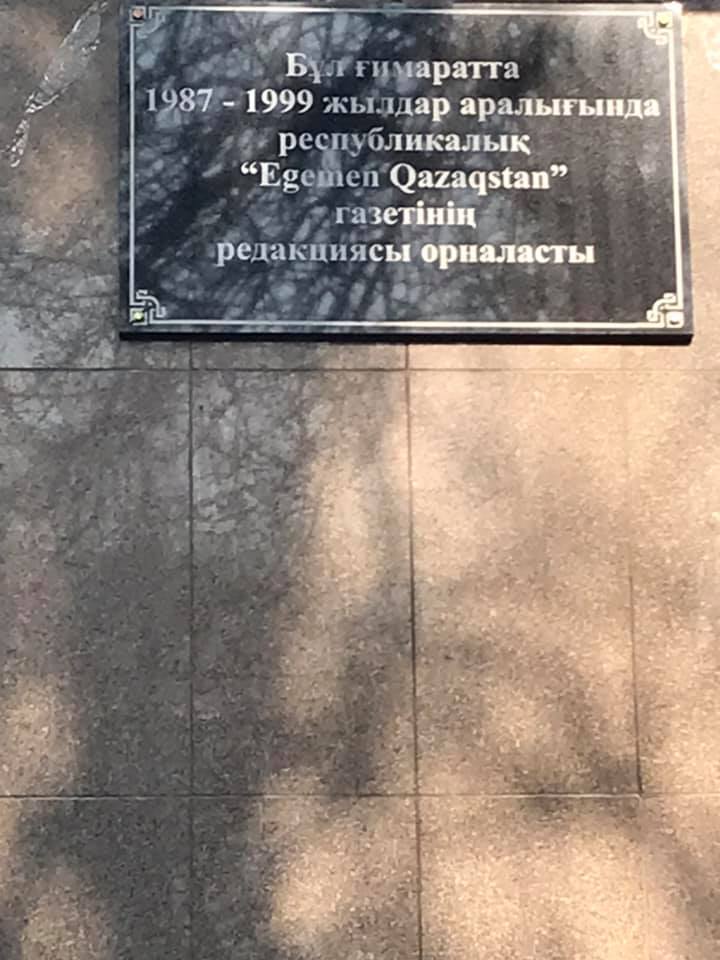 Бұл ғимаратта
1987 - 1999 жылдар аралығында
республикалық
“Egemen Qazaqstan”
газетінің
редакциясы орналасты